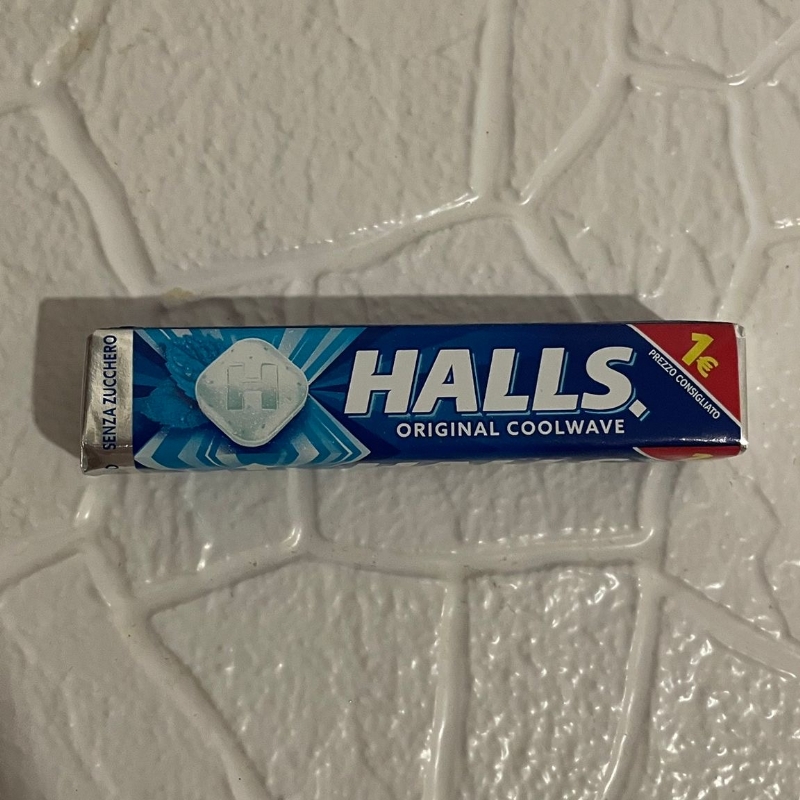 SENZA ZUCCHERO
H
HALLS.
ORIGINAL COOLWAVE
1€
PREZZO CONSIGLIATO